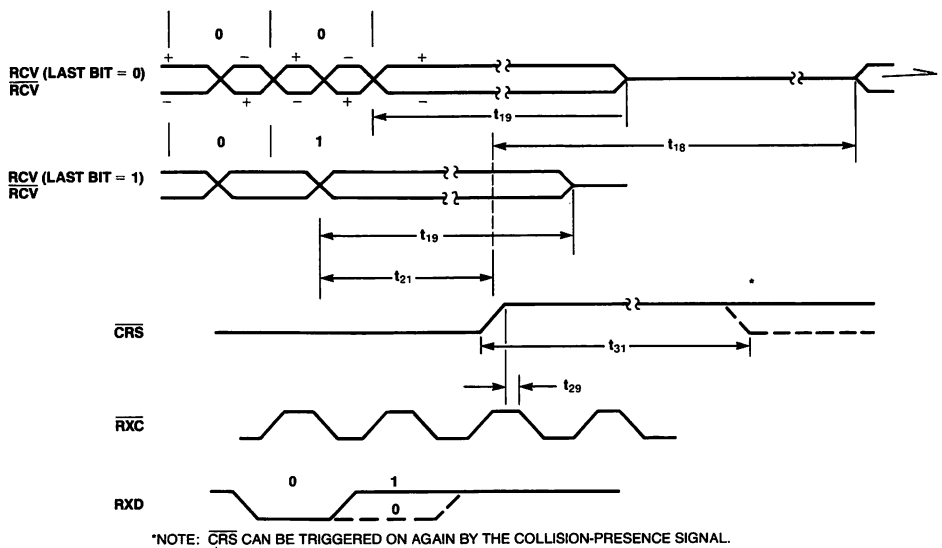 0 0
+ − + − +
RCV (LAST BIT = 0)
RCV
− + − + −
t19
t18
0 1
RCV (LAST BIT = 1)
RCV
t19
t21
*
CRS
t31
t29
RXC
0 1
RXD
0
*NOTE: CRS CAN BE TRIGGERED ON AGAIN BY THE COLLISION-PRESENCE SIGNAL.